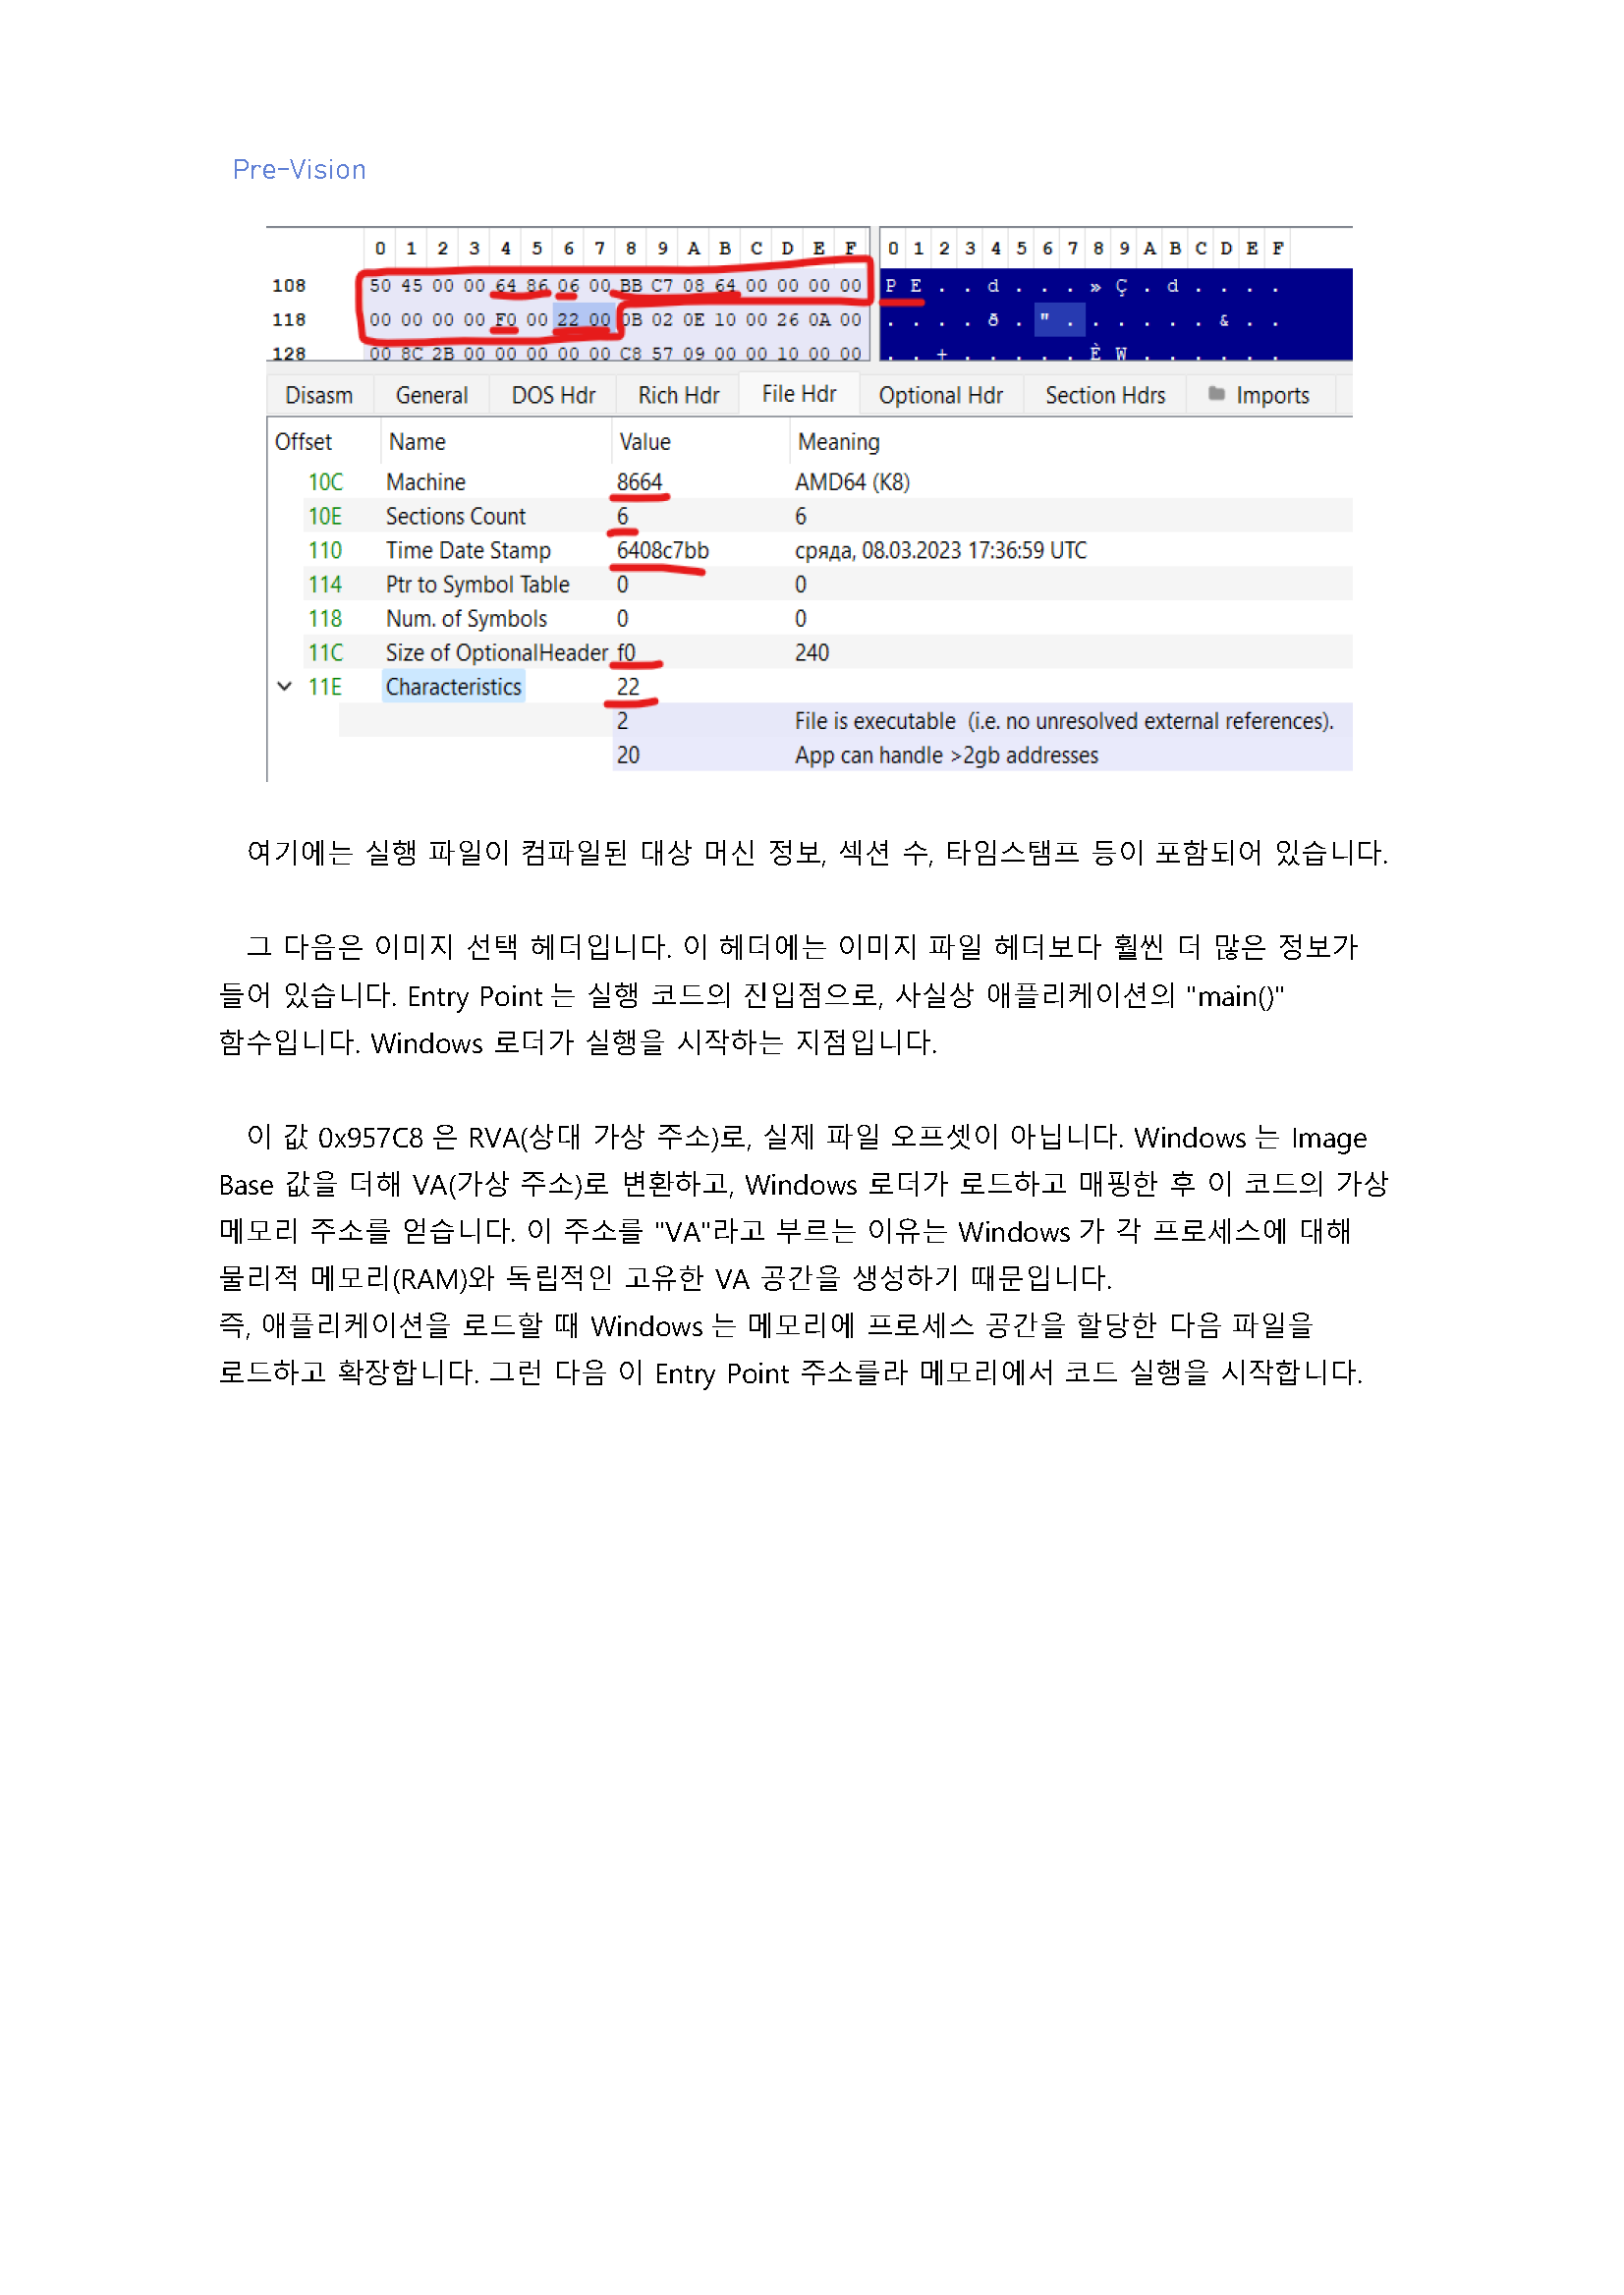 Pre-Vision
0 1 2 3 4 5 6 7 8 9 A B C D E F 0 1 2 3 4 5 6 7 8 9 A B C D E F
108 50 45 00 00 64 86 06 00 BB C7 08 64 00 00 00 00 P E . . d . . . » Ç . d . . . .
118 00 00 00 00 F0 00 22 00 0B 02 0E 10 00 26 0A 00 . . . . ð . " . . . . . . & . .
128 00 8C 2B 00 00 00 00 00 C8 57 09 00 00 10 00 00 . . + . . . . . È W . . . . . .
Disasm General DOS Hdr Rich Hdr File Hdr Optional Hdr Section Hdrs Imports
Offset Name Value Meaning
10C Machine 8664 AMD64 (K8)
10E Sections Count 6 6
110 Time Date Stamp 6408c7bb сряда, 08.03.2023 17:36:59 UTC
114 Ptr to Symbol Table 0 0
118 Num. of Symbols 0 0
11C Size of OptionalHeader f0 240
11E Characteristics 22
2 File is executable (i.e. no unresolved external references).
20 App can handle >2gb addresses
여기에는 실행 파일이 컴파일된 대상 머신 정보, 섹션 수, 타임스탬프 등이 포함되어 있습니다.
그 다음은 이미지 선택 헤더입니다. 이 헤더에는 이미지 파일 헤더보다 훨씬 더 많은 정보가
들어 있습니다. Entry Point 는 실행 코드의 진입점으로, 사실상 애플리케이션의 "main()"
함수입니다. Windows 로더가 실행을 시작하는 지점입니다.
이 값 0x957C8 은 RVA(상대 가상 주소)로, 실제 파일 오프셋이 아닙니다. Windows 는 Image
Base 값을 더해 VA(가상 주소)로 변환하고, Windows 로더가 로드하고 매핑한 후 이 코드의 가상
메모리 주소를 얻습니다. 이 주소를 "VA"라고 부르는 이유는 Windows 가 각 프로세스에 대해
물리적 메모리(RAM)와 독립적인 고유한 VA 공간을 생성하기 때문입니다.
즉, 애플리케이션을 로드할 때 Windows 는 메모리에 프로세스 공간을 할당한 다음 파일을
로드하고 확장합니다. 그런 다음 이 Entry Point 주소를라 메모리에서 코드 실행을 시작합니다.